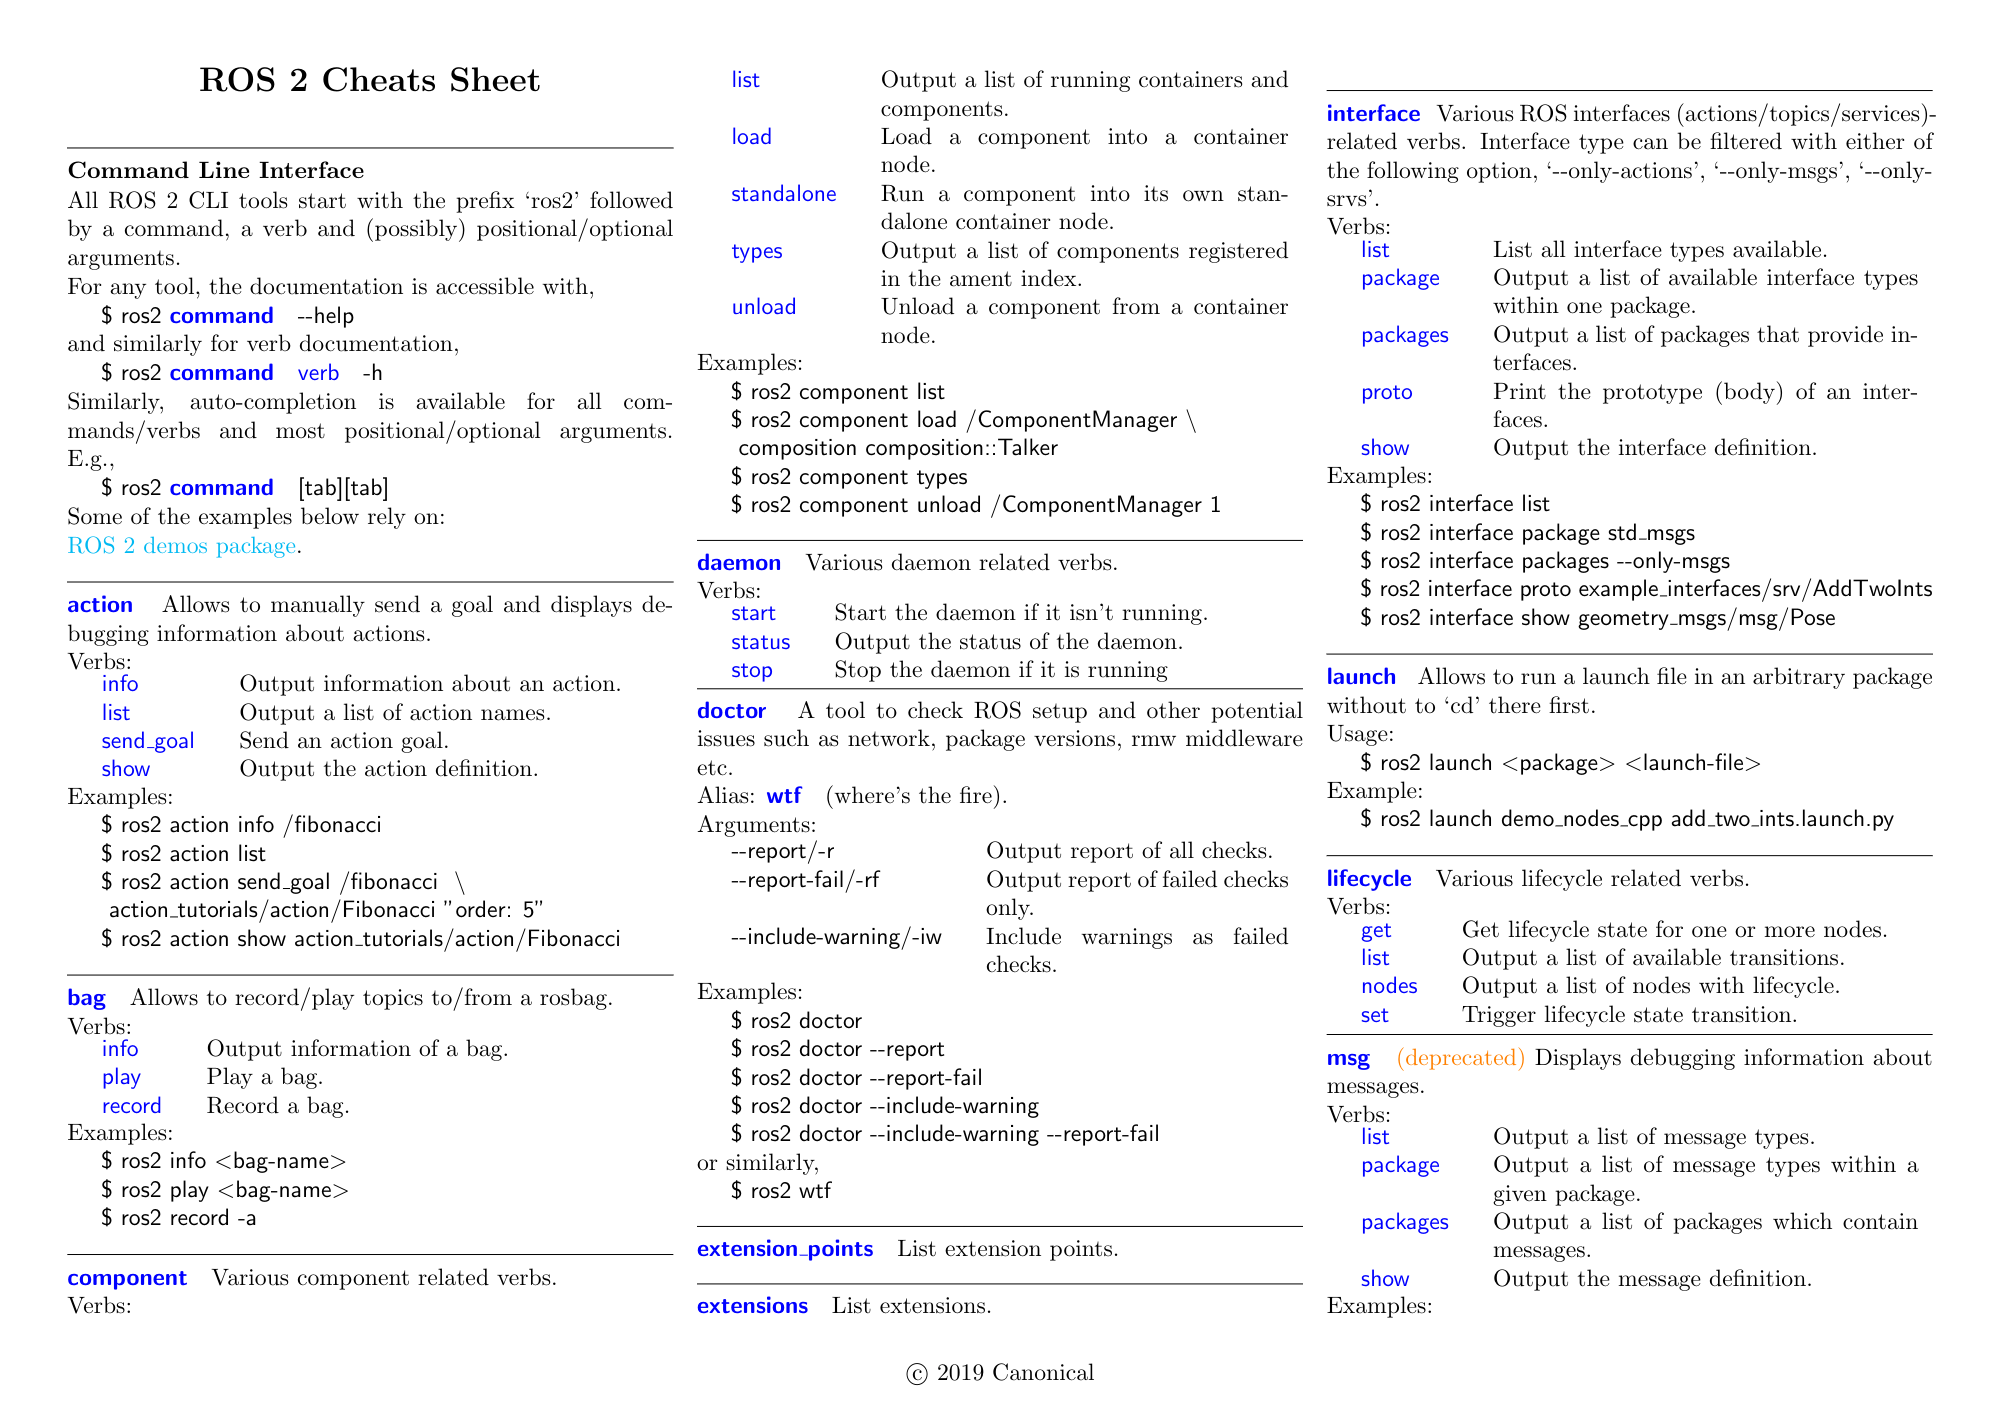 ROS 2 Cheats Sheet
Command Line Interface
All ROS 2 CLI tools start with the prefix ‘ros2’ followed
by a command, a verb and (possibly) positional/optional
arguments.
For any tool, the documentation is accessible with,
$ ros2 command --help
and similarly for verb documentation,
$ ros2 command verb -h
Similarly, auto-completion is available for all com-
mands/verbs and most positional/optional arguments.
E.g.,
$ ros2 command [tab][tab]
Some of the examples below rely on:
ROS 2 demos package.
action Allows to manually send a goal and displays de-
bugging information about actions.
Verbs:
info Output information about an action.
list Output a list of action names.
send_goal Send an action goal.
show Output the action definition.
Examples:
$ ros2 action info /fibonacci
$ ros2 action list
$ ros2 action send_goal /fibonacci \
action_tutorials/action/Fibonacci ”order: 5”
$ ros2 action show action_tutorials/action/Fibonacci
bag Allows to record/play topics to/from a rosbag.
Verbs:
info Output information of a bag.
play Play a bag.
record Record a bag.
Examples:
$ ros2 info <bag-name>
$ ros2 play <bag-name>
$ ros2 record -a
component Various component related verbs.
Verbs:
list Output a list of running containers and
components.
load Load a component into a container
node.
standalone Run a component into its own stan-
dalone container node.
types Output a list of components registered
in the ament index.
unload Unload a component from a container
node.
Examples:
$ ros2 component list
$ ros2 component load /ComponentManager \
composition composition::Talker
$ ros2 component types
$ ros2 component unload /ComponentManager 1
daemon Various daemon related verbs.
Verbs:
start Start the daemon if it isn’t running.
status Output the status of the daemon.
stop Stop the daemon if it is running
doctor A tool to check ROS setup and other potential
issues such as network, package versions, rmw middleware
etc.
Alias: wtf (where’s the fire).
Arguments:
--report/-r Output report of all checks.
--report-fail/-rf Output report of failed checks
only.
--include-warning/-iw Include warnings as failed
checks.
Examples:
$ ros2 doctor
$ ros2 doctor --report
$ ros2 doctor --report-fail
$ ros2 doctor --include-warning
$ ros2 doctor --include-warning --report-fail
or similarly,
$ ros2 wtf
extension_points List extension points.
extensions List extensions.
interface Various ROS interfaces (actions/topics/services)-
related verbs. Interface type can be filtered with either of
the following option, ‘--only-actions’, ‘--only-msgs’, ‘--only-
srvs’.
Verbs:
list List all interface types available.
package Output a list of available interface types
within one package.
packages Output a list of packages that provide in-
terfaces.
proto Print the prototype (body) of an inter-
faces.
show Output the interface definition.
Examples:
$ ros2 interface list
$ ros2 interface package std_msgs
$ ros2 interface packages --only-msgs
$ ros2 interface proto example_interfaces/srv/AddTwoInts
$ ros2 interface show geometry_msgs/msg/Pose
launch Allows to run a launch file in an arbitrary package
without to ‘cd’ there first.
Usage:
$ ros2 launch <package> <launch-file>
Example:
$ ros2 launch demo_nodes_cpp add_two_ints.launch.py
lifecycle Various lifecycle related verbs.
Verbs:
get Get lifecycle state for one or more nodes.
list Output a list of available transitions.
nodes Output a list of nodes with lifecycle.
set Trigger lifecycle state transition.
msg (deprecated) Displays debugging information about
messages.
Verbs:
list Output a list of message types.
package Output a list of message types within a
given package.
packages Output a list of packages which contain
messages.
show Output the message definition.
Examples:
© 2019 Canonical